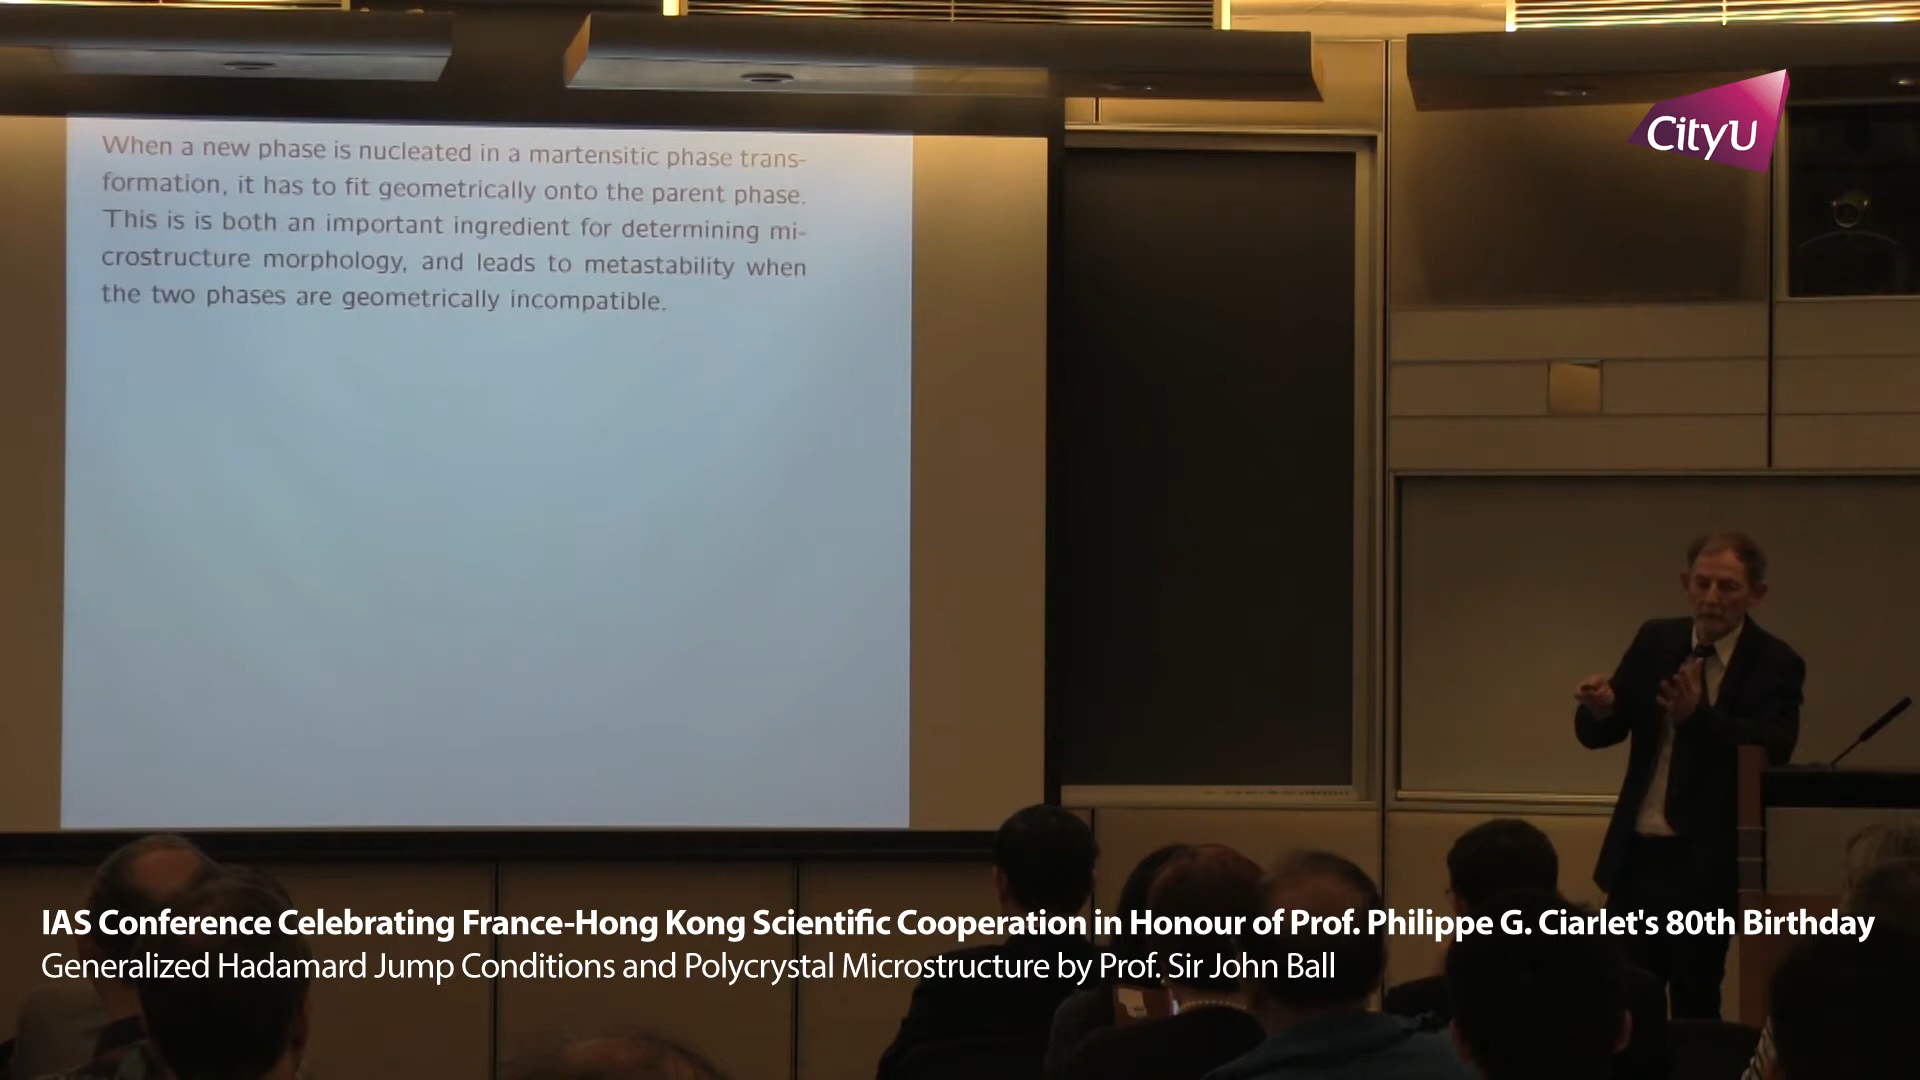 When a new phase is nucleated in a martensitic phase trans-
formation, it has to fit geometrically onto the parent phase.
This is is both an important ingredient for determining mi-
crostructure morphology, and leads to metastability when
the two phases are geometrically incompatible.
CityU
IAS Conference Celebrating France-Hong Kong Scientific Cooperation in Honour of Prof. Philippe G. Ciarlet's 80th Birthday
Generalized Hadamard Jump Conditions and Polycrystal Microstructure by Prof. Sir John Ball